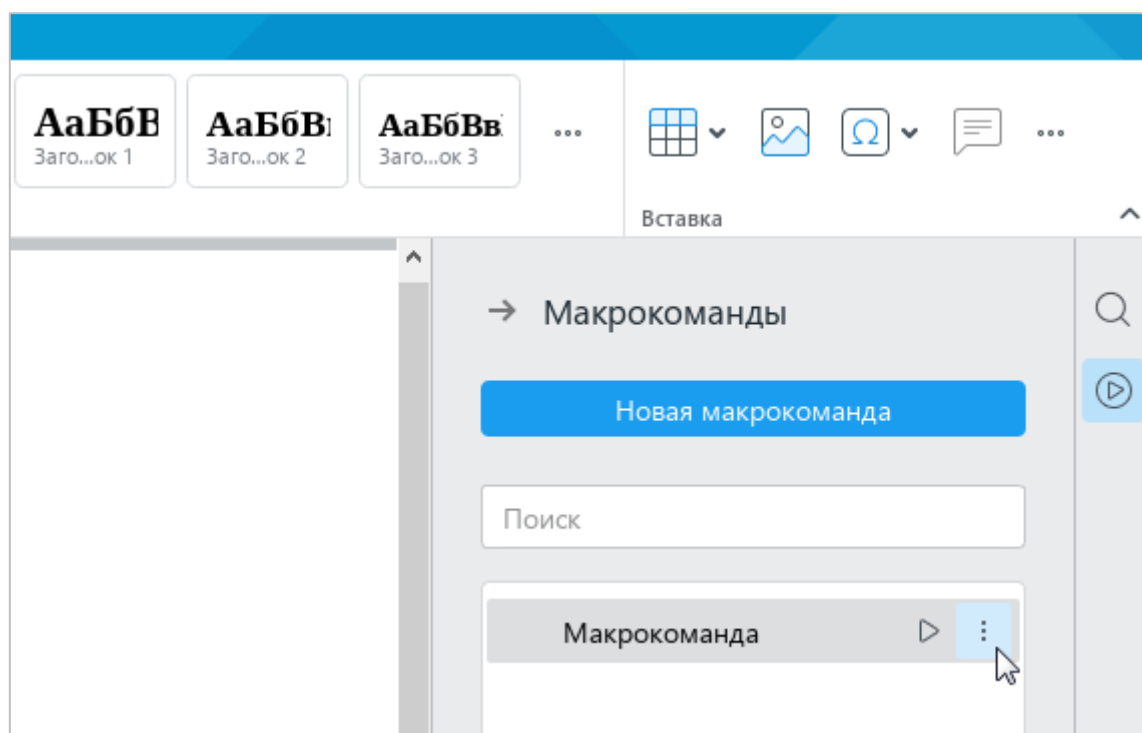 АаБбВ АаБбВ АаБбВв
Заго...ок 1 Заго...ок 2 Заго...ок 3
Вставка
Макрокоманды
Новая макрокоманда
Поиск
Макрокоманда